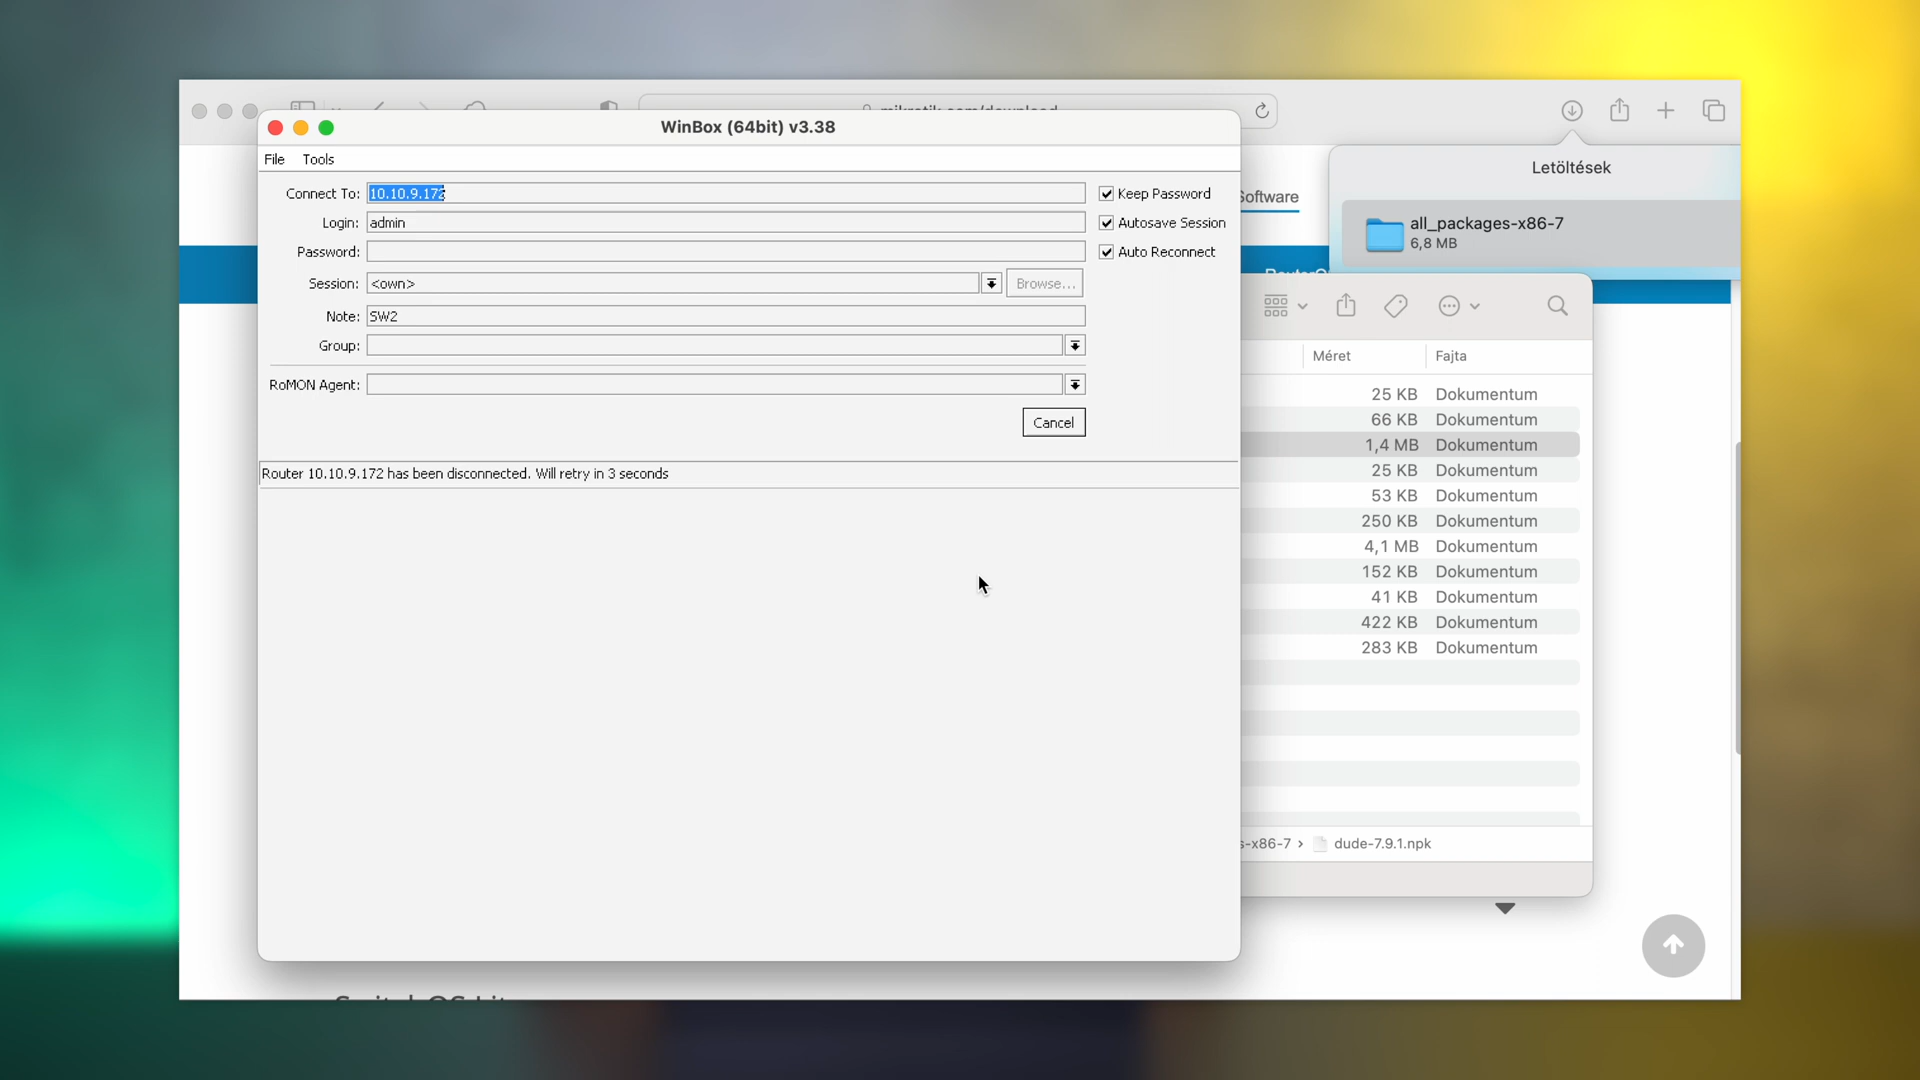 WinBox (64bit) v3.38
File Tools
Connect To: 10.10.9.172
Keep Password
Login: admin
Autosave Session
Password:
Auto Reconnect
Session: <own>
Browse...
Note: SW2
Group:
RoMON Agent:
Cancel
Router 10.10.9.172 has been disconnected. Will retry in 3 seconds
mikrotik.com/download
Software
Letöltések
all_packages-x86-7
6,8 MB
Méret Fajta
25 KB Dokumentum
66 KB Dokumentum
1,4 MB Dokumentum
25 KB Dokumentum
53 KB Dokumentum
250 KB Dokumentum
4,1 MB Dokumentum
152 KB Dokumentum
41 KB Dokumentum
422 KB Dokumentum
283 KB Dokumentum
s-x86-7 › dude-7.9.1.npk